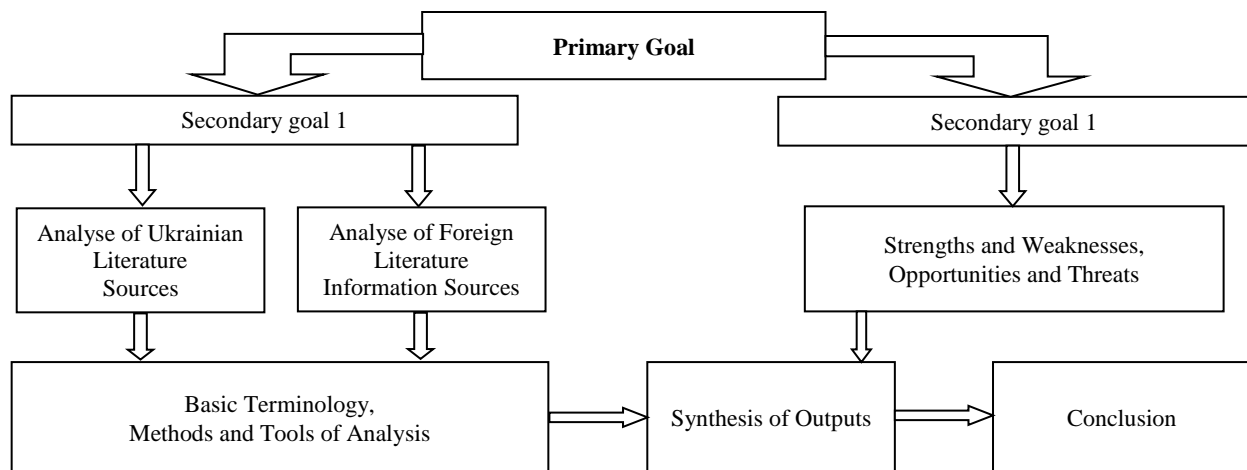 Primary Goal
Secondary goal 1
Secondary goal 1
Analyse of Ukrainian
Literature
Sources
Analyse of Foreign
Literature
Information Sources
Strengths and Weaknesses,
Opportunities and Threats
Basic Terminology,
Methods and Tools of Analysis
Synthesis of Outputs
Conclusion